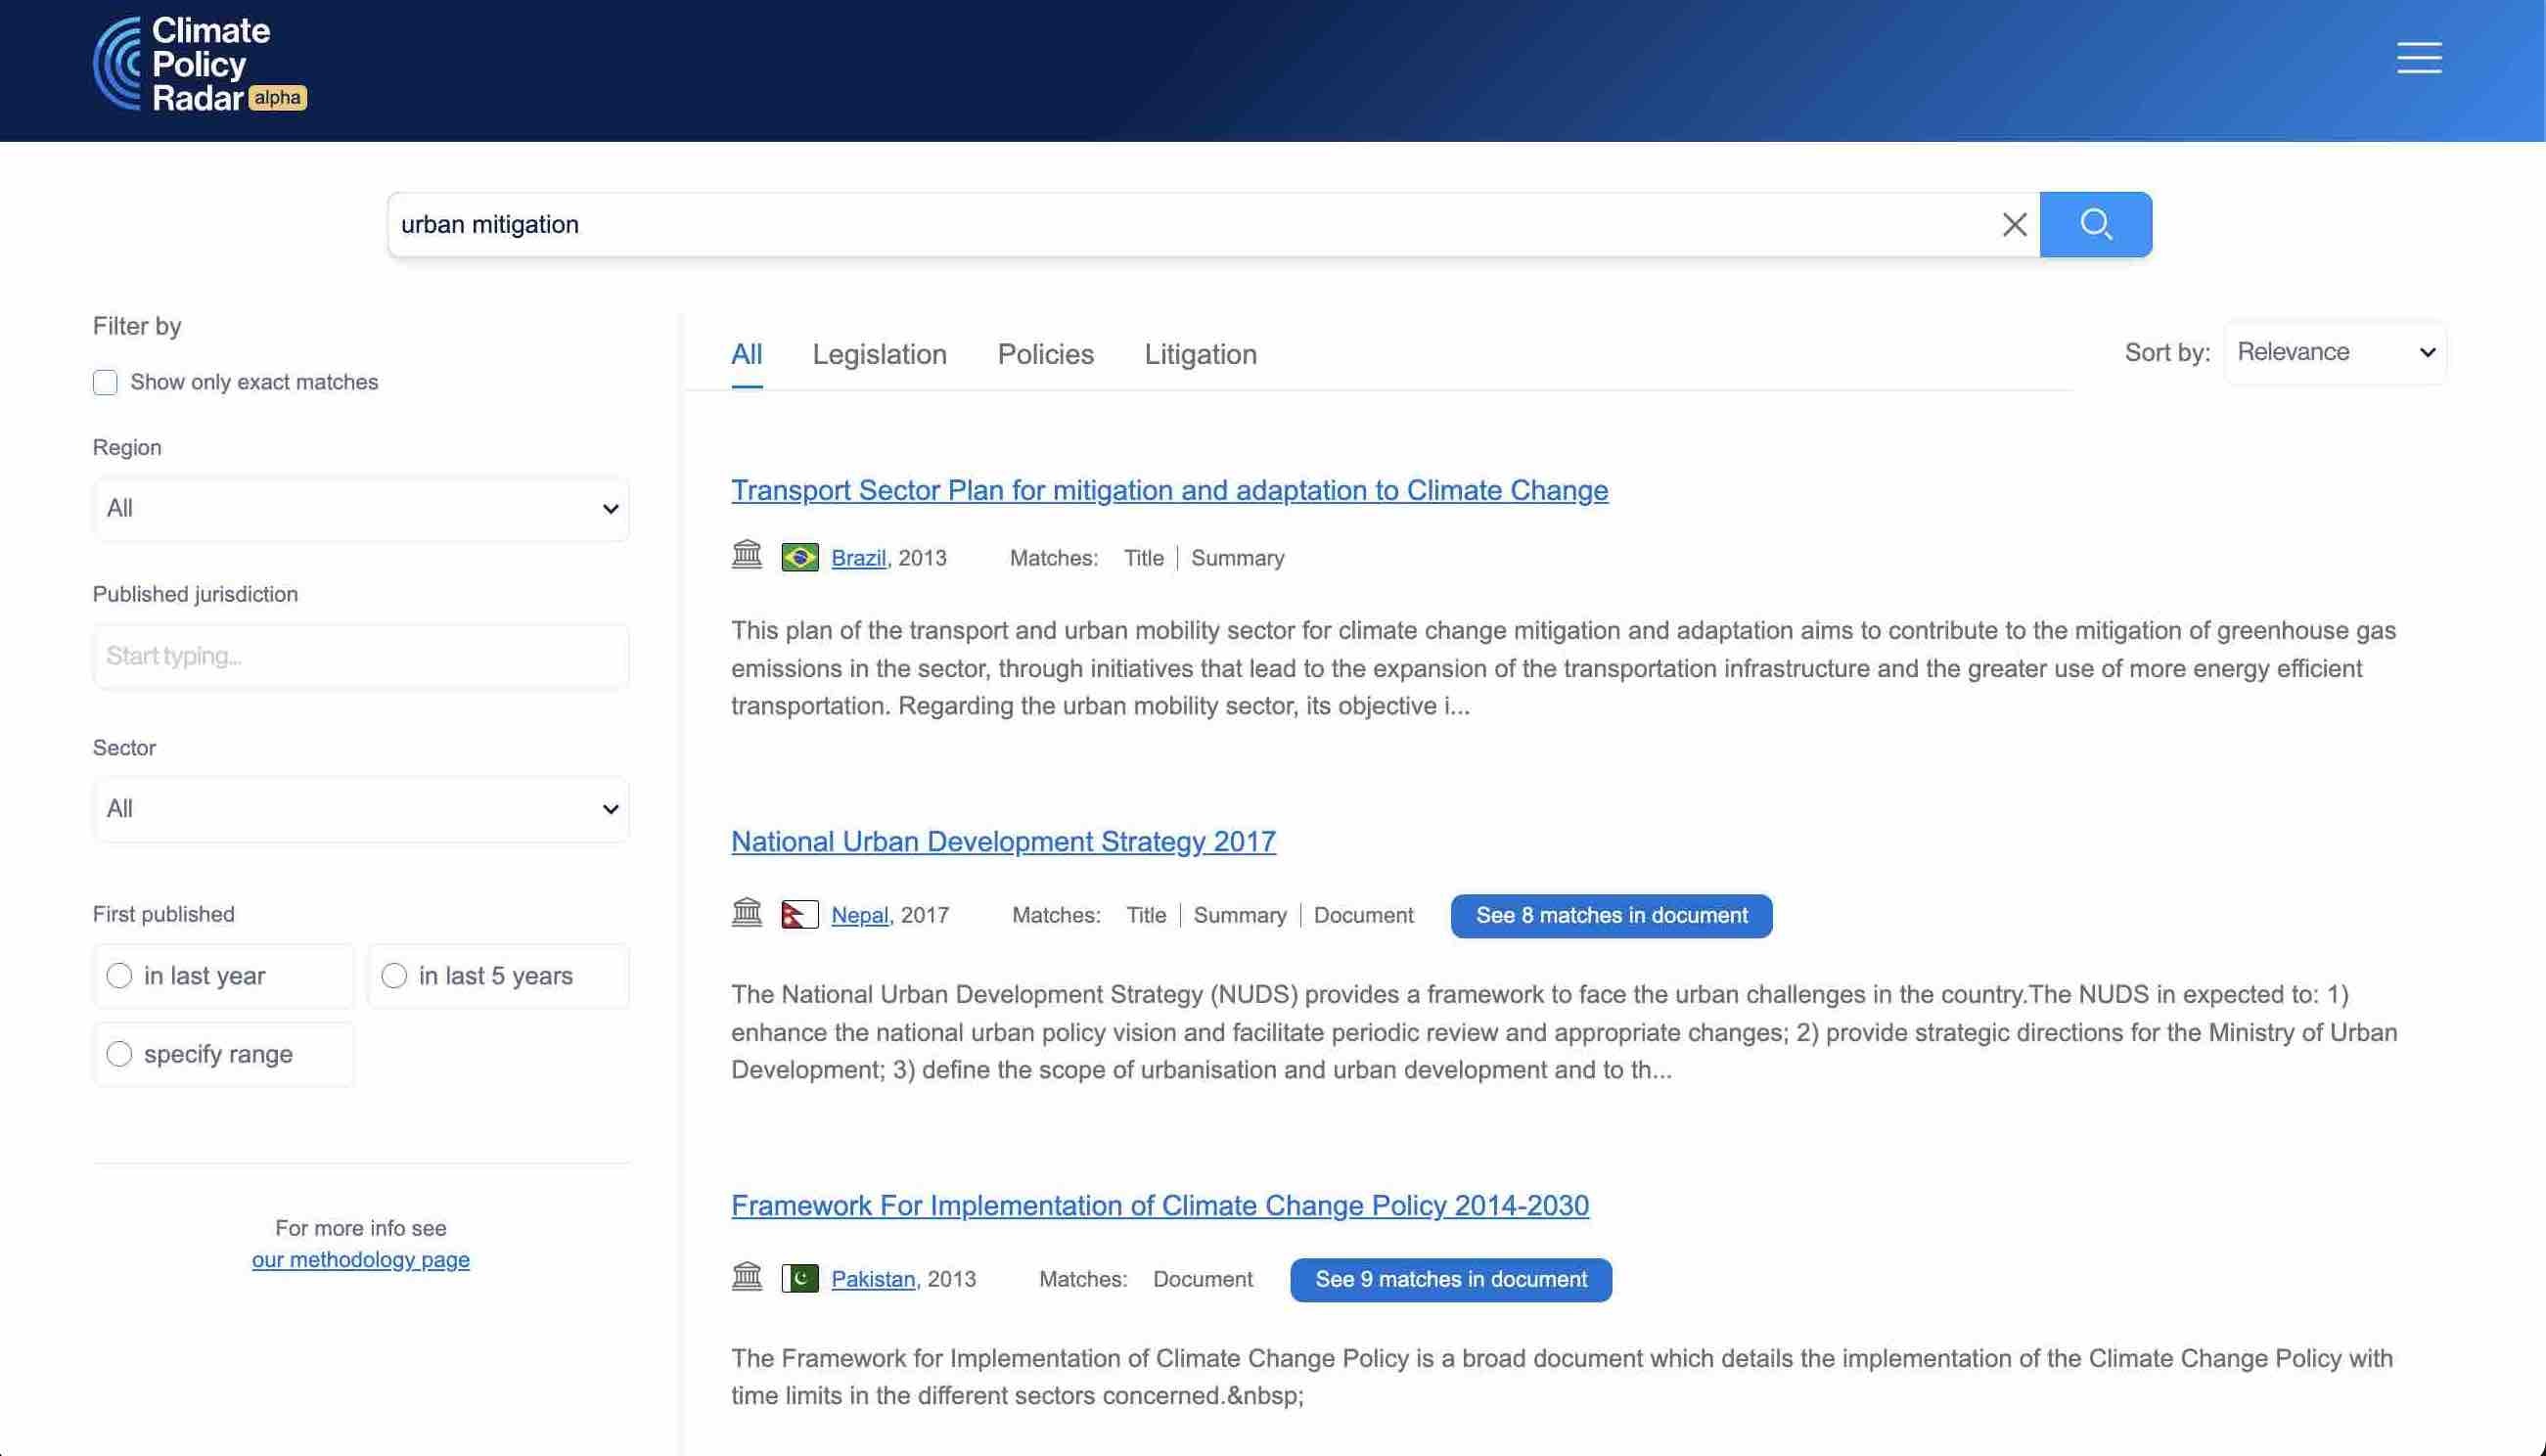 Climate
Policy
Radar alpha
urban mitigation
Filter by
Show only exact matches
Region
All
Published jurisdiction
Start typing...
Sector
All
First published
in last year
in last 5 years
specify range
For more info see
our methodology page
All Legislation Policies Litigation
Sort by: Relevance
Transport Sector Plan for mitigation and adaptation to Climate Change
Brazil, 2013 Matches: Title | Summary
This plan of the transport and urban mobility sector for climate change mitigation and adaptation aims to contribute to the mitigation of greenhouse gas
emissions in the sector, through initiatives that lead to the expansion of the transportation infrastructure and the greater use of more energy efficient
transportation. Regarding the urban mobility sector, its objective i...
National Urban Development Strategy 2017
Nepal, 2017 Matches: Title | Summary | Document See 8 matches in document
The National Urban Development Strategy (NUDS) provides a framework to face the urban challenges in the country.The NUDS in expected to: 1)
enhance the national urban policy vision and facilitate periodic review and appropriate changes; 2) provide strategic directions for the Ministry of Urban
Development; 3) define the scope of urbanisation and urban development and to th...
Framework For Implementation of Climate Change Policy 2014-2030
Pakistan, 2013 Matches: Document See 9 matches in document
The Framework for Implementation of Climate Change Policy is a broad document which details the implementation of the Climate Change Policy with
time limits in the different sectors concerned.&nbsp;